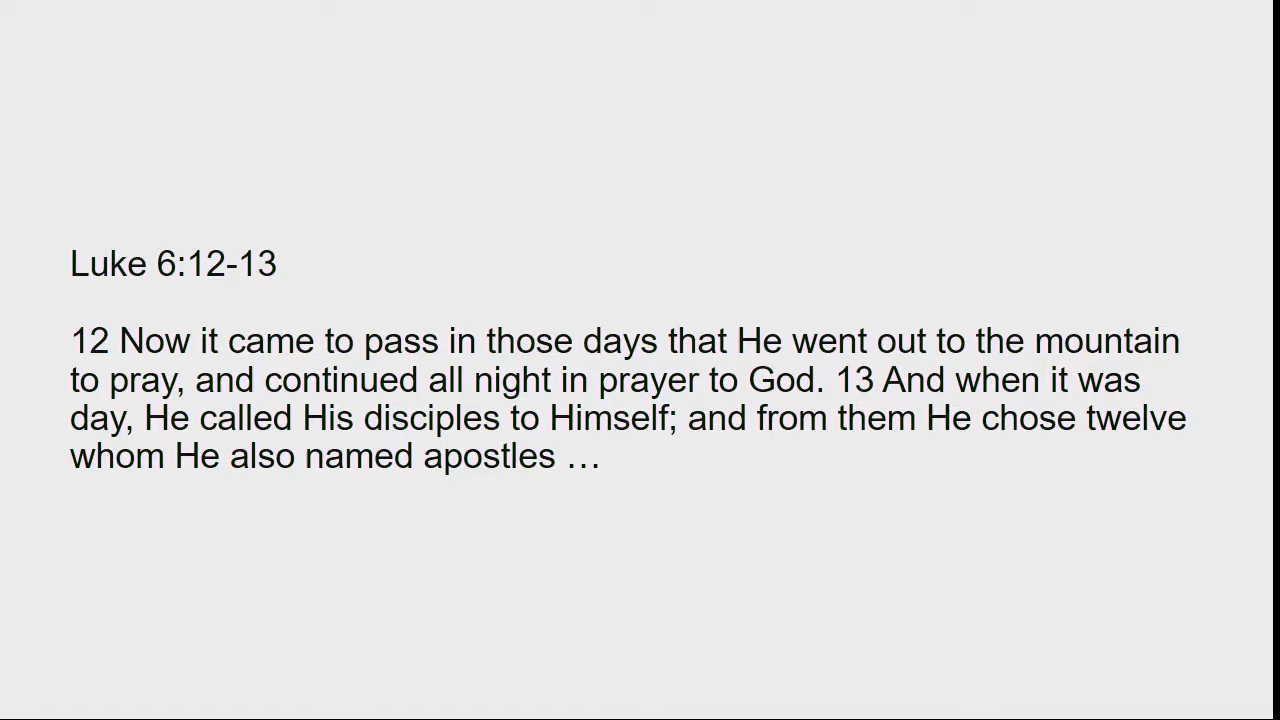 Luke 6:12-13
12 Now it came to pass in those days that He went out to the mountain
to pray, and continued all night in prayer to God. 13 And when it was
day, He called His disciples to Himself; and from them He chose twelve
whom He also named apostles …